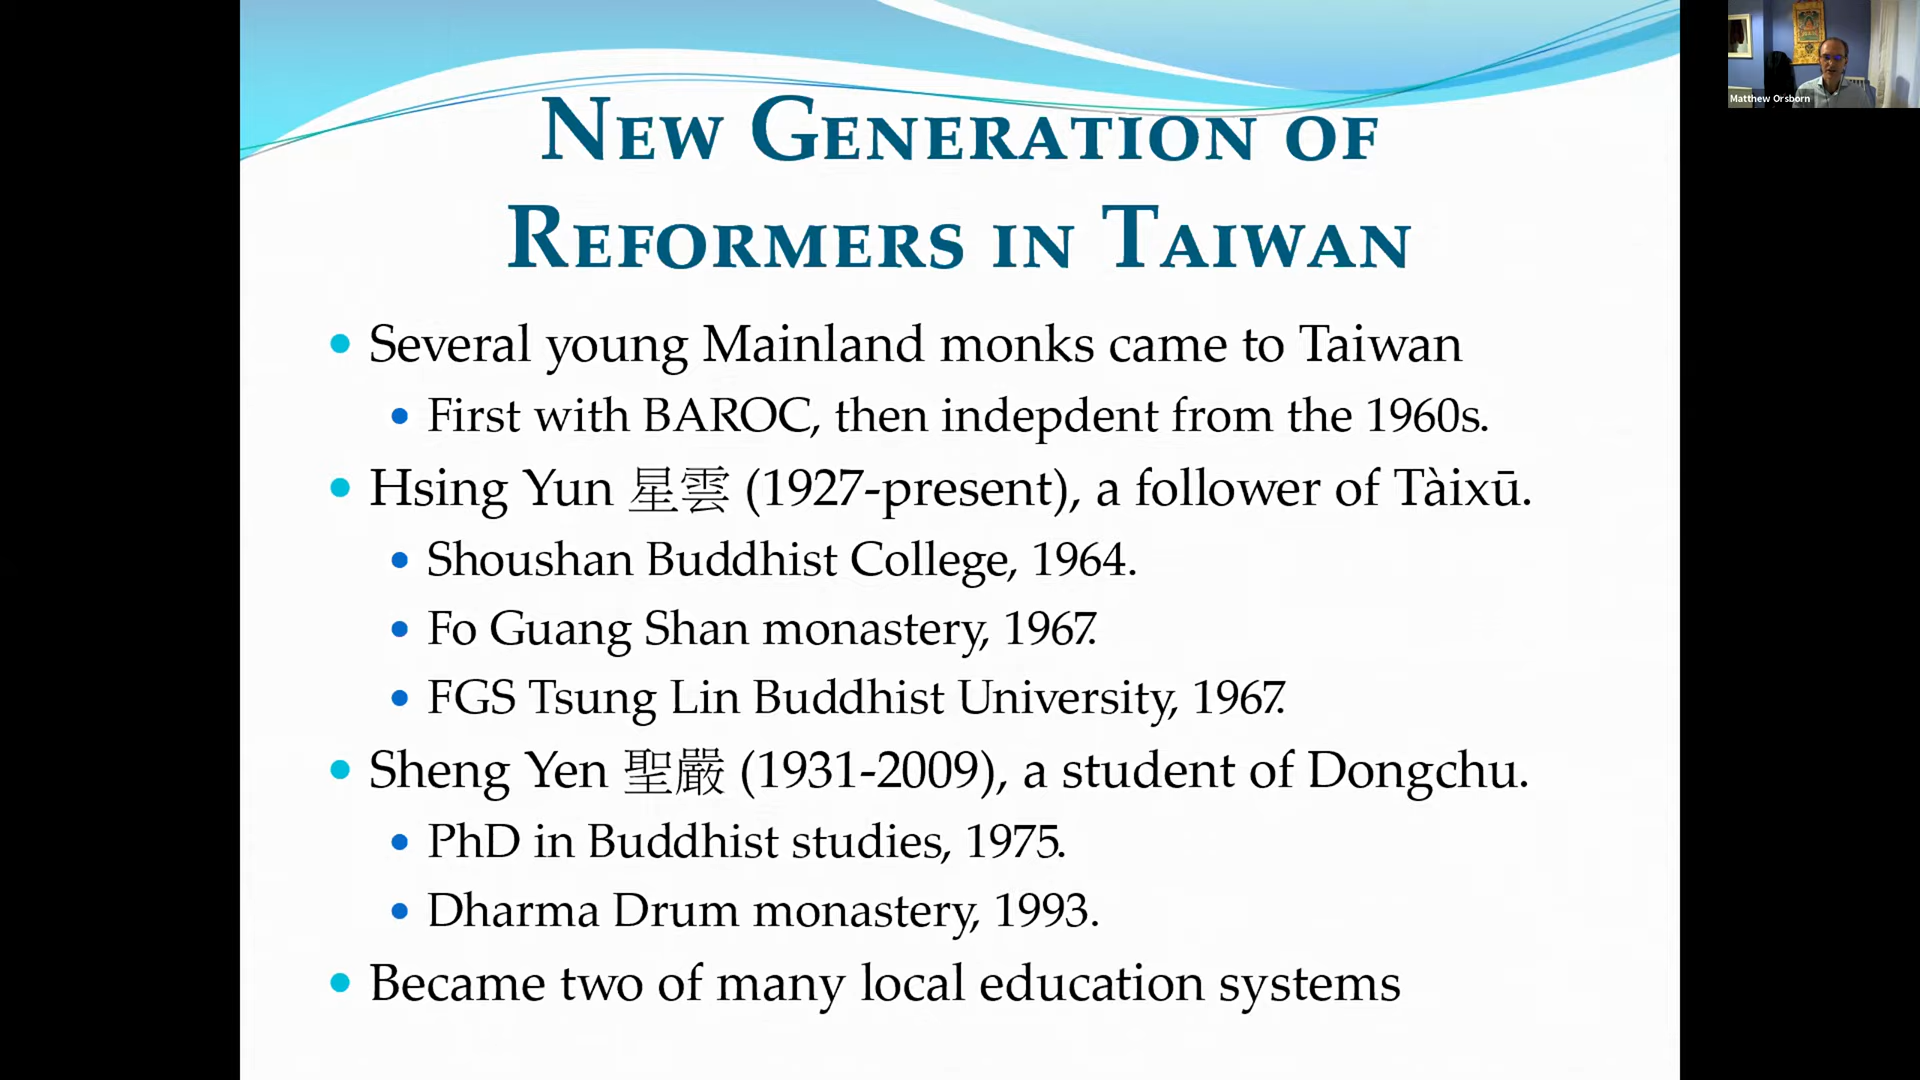 New Generation of
Reformers in Taiwan
Several young Mainland monks came to Taiwan
First with BAROC, then indepdent from the 1960s.
Hsing Yun 星雲 (1927-present), a follower of Tàixū.
Shoushan Buddhist College, 1964.
Fo Guang Shan monastery, 1967.
FGS Tsung Lin Buddhist University, 1967.
Sheng Yen 聖嚴 (1931-2009), a student of Dongchu.
PhD in Buddhist studies, 1975.
Dharma Drum monastery, 1993.
Became two of many local education systems
Matthew Orsborn